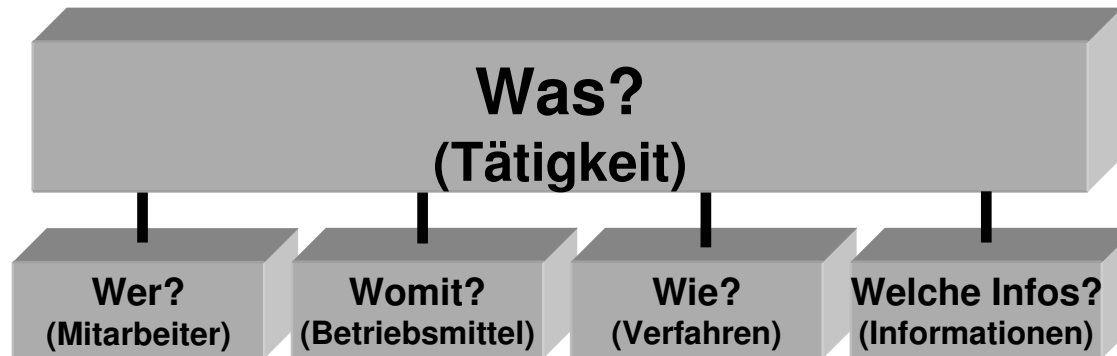 Was?
(Tätigkeit)
Wer?
(Mitarbeiter)
Womit?
(Betriebsmittel)
Wie?
(Verfahren)
Welche Infos?
(Informationen)